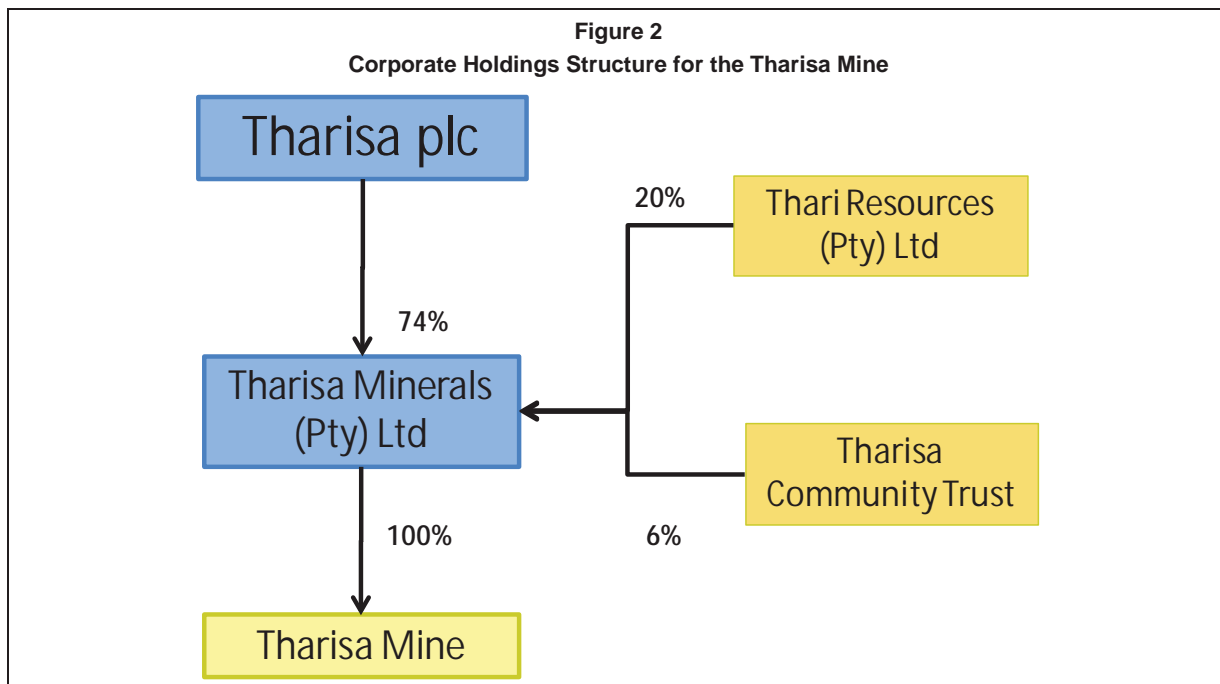 Figure 2
Corporate Holdings Structure for the Tharisa Mine
Tharisa plc
20%
Thari Resources
(Pty) Ltd
74%
Tharisa Minerals
(Pty) Ltd
Tharisa
Community Trust
100%
6%
Tharisa Mine